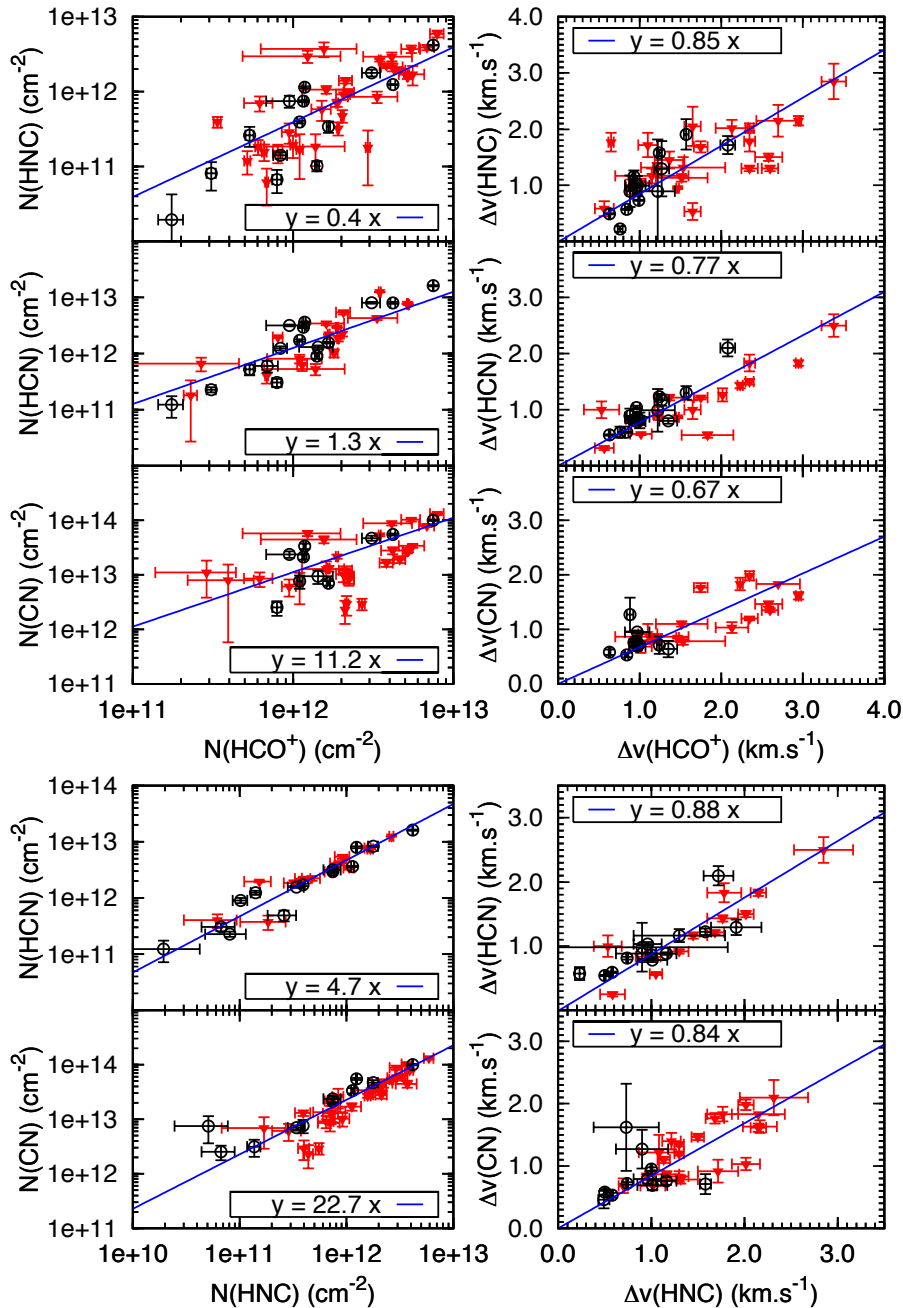 N(HNC) (cm⁻²)
1e+13
1e+12
1e+11
y = 0.4 x
Δv(HNC) (km.s⁻¹)
4.0
3.0
2.0
1.0
y = 0.85 x
N(HCN) (cm⁻²)
1e+13
1e+12
1e+11
y = 1.3 x
Δv(HCN) (km.s⁻¹)
3.0
2.0
1.0
y = 0.77 x
N(CN) (cm⁻²)
1e+14
1e+13
1e+12
1e+11
y = 11.2 x
1e+11 1e+12 1e+13
N(HCO⁺) (cm⁻²)
Δv(CN) (km.s⁻¹)
3.0
2.0
1.0
0.0
y = 0.67 x
0.0 1.0 2.0 3.0 4.0
Δv(HCO⁺) (km.s⁻¹)
N(HCN) (cm⁻²)
1e+14
1e+13
1e+12
1e+11
y = 4.7 x
Δv(HCN) (km.s⁻¹)
3.0
2.0
1.0
y = 0.88 x
N(CN) (cm⁻²)
1e+14
1e+13
1e+12
1e+11
y = 22.7 x
1e+10 1e+11 1e+12 1e+13
N(HNC) (cm⁻²)
Δv(CN) (km.s⁻¹)
3.0
2.0
1.0
0.0
y = 0.84 x
0.0 1.0 2.0 3.0
Δv(HNC) (km.s⁻¹)